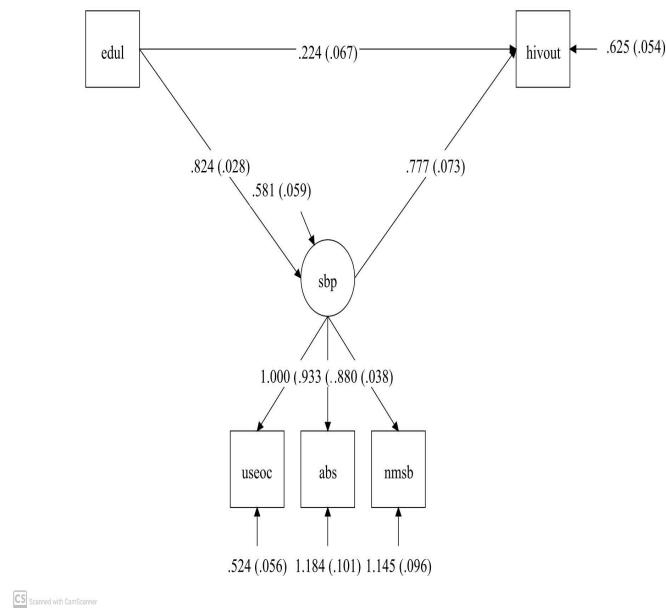 edul
hivout
.224 (.067)
.625 (.054)
.824 (.028)
.777 (.073)
.581 (.059)
sbp
1.000 (.933 (..880 (.038)
useoc abs nmsb
.524 (.056) 1.184 (.101) 1.145 (.096)
CS Scanned with CamScanner